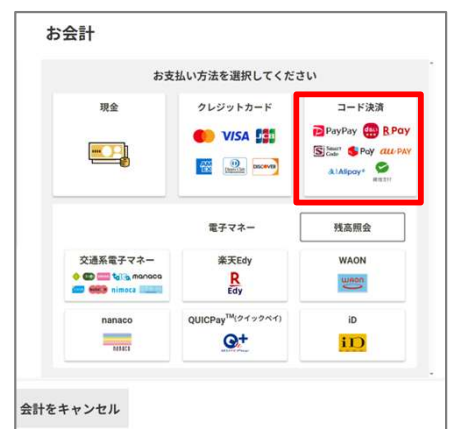 お会計
お支払い方法を選択してください
現金
クレジットカード
コード決済
VISA JCB
DISCOVER
PayPay R Pay
Smart Code Pay au PAY
Alipay+
電子マネー
残高照会
交通系電子マネー
楽天Edy
WAON
manaca
nimoca
R Edy
WAON
nanaco
QUICPay™(クイックペイ)
iD
nanaco
iD
会計をキャンセル